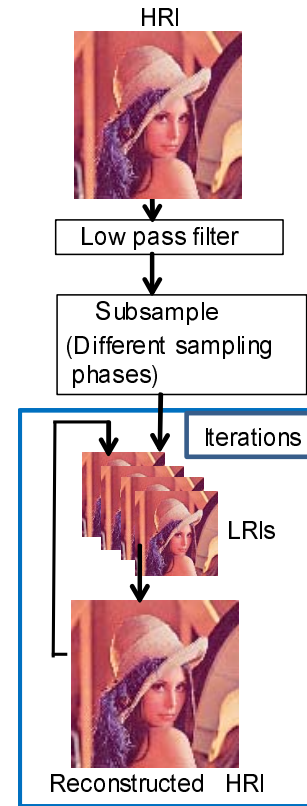 HRI
Low pass filter
Subsample
(Different sampling
phases)
Iterations
LRIs
Reconstructed HRI